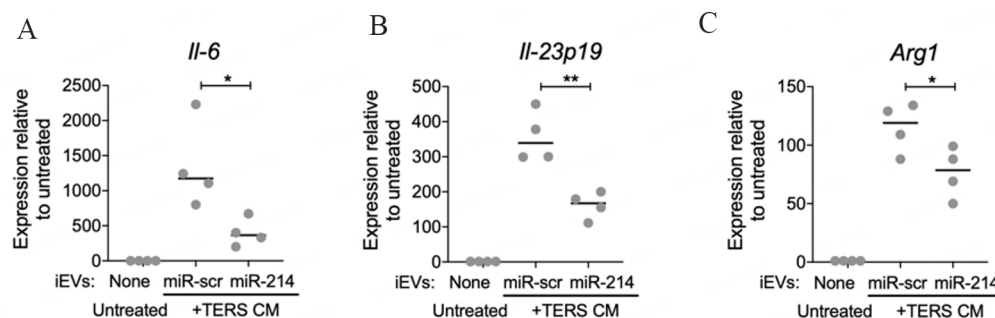 A
Il-6
Expression relative
to untreated
2500
2000
1500
1000
500
0
*
iEVs: None miR-scr miR-214
Untreated +TERS CM
B
Il-23p19
Expression relative
to untreated
500
400
300
200
100
0
**
iEVs: None miR-scr miR-214
Untreated +TERS CM
C
Arg1
Expression relative
to untreated
150
100
50
0
*
iEVs: None miR-scr miR-214
Untreated +TERS CM